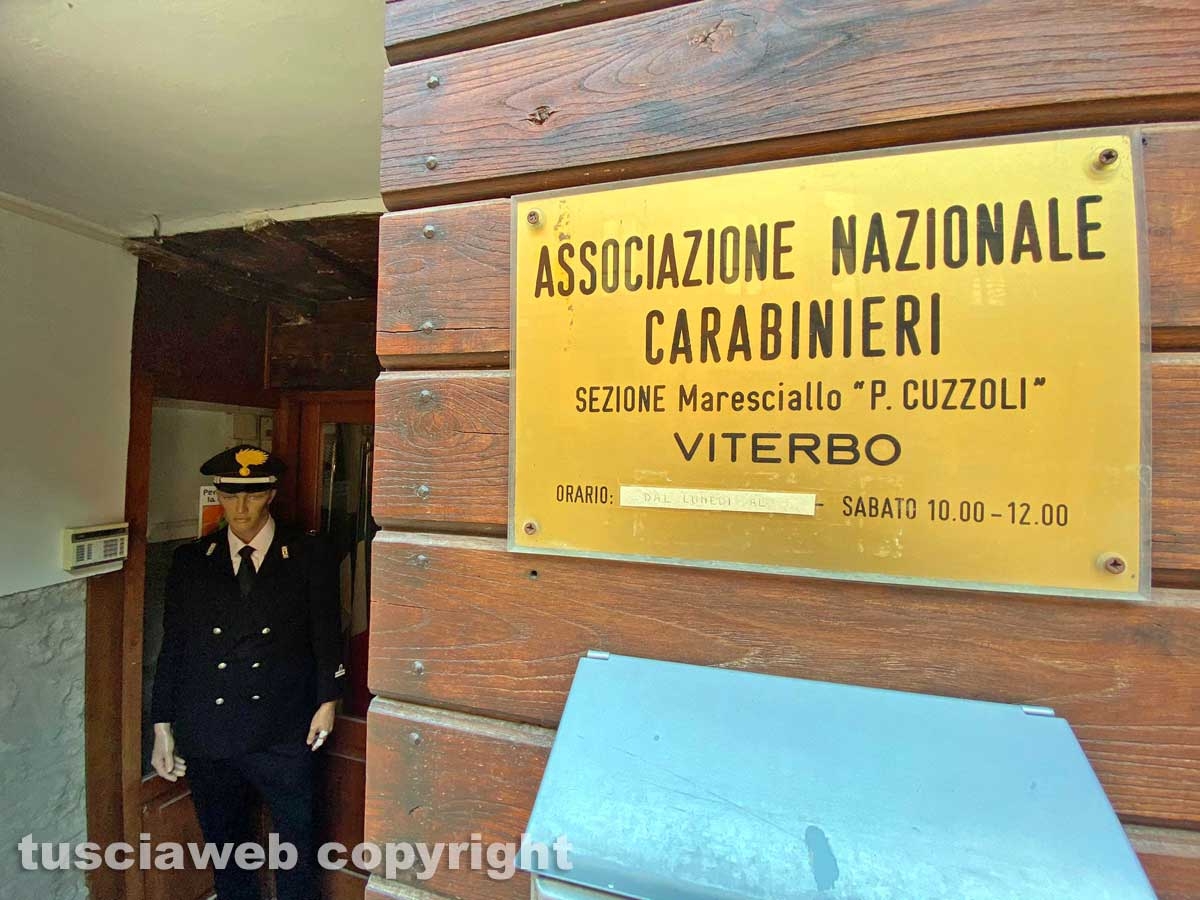 ASSOCIAZIONE NAZIONALE
CARABINIERI
SEZIONE Maresciallo "P. CUZZOLI"
VITERBO
ORARIO: DAL LUNEDI AL - SABATO 10.00-12.00
tusciaweb copyright